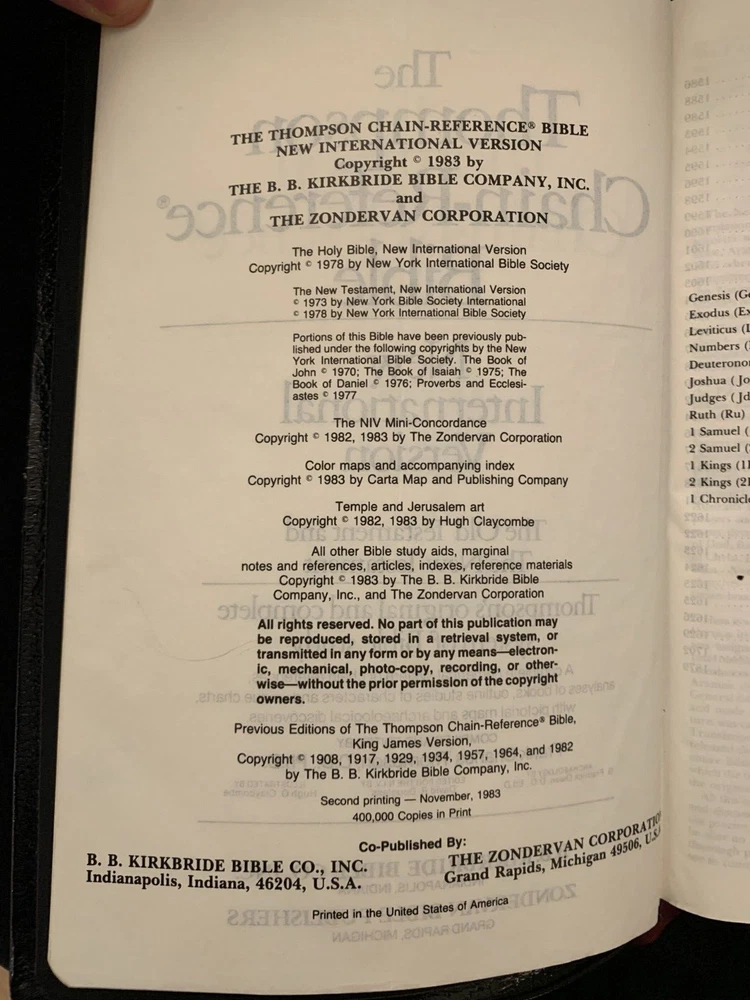 THE THOMPSON CHAIN-REFERENCE® BIBLE
NEW INTERNATIONAL VERSION
Copyright © 1983 by
THE B. B. KIRKBRIDE BIBLE COMPANY, INC.
and
THE ZONDERVAN CORPORATION
The Holy Bible, New International Version
Copyright © 1978 by New York International Bible Society
The New Testament, New International Version
© 1973 by New York Bible Society International
© 1978 by New York International Bible Society
Portions of this Bible have been previously pub-
lished under the following copyrights by the New
York International Bible Society. The Book of
John © 1970; The Book of Isaiah © 1975; The
Book of Daniel © 1976; Proverbs and Ecclesi-
astes © 1977
The NIV Mini-Concordance
Copyright © 1982, 1983 by The Zondervan Corporation
Color maps and accompanying index
Copyright © 1983 by Carta Map and Publishing Company
Temple and Jerusalem art
Copyright © 1982, 1983 by Hugh Claycombe
All other Bible study aids, marginal
notes and references, articles, indexes, reference materials
Copyright © 1983 by The B. B. Kirkbride Bible
Company, Inc., and The Zondervan Corporation
All rights reserved. No part of this publication may
be reproduced, stored in a retrieval system, or
transmitted in any form or by any means—electron-
ic, mechanical, photo-copy, recording, or other-
wise—without the prior permission of the copyright
owners.
Previous Editions of The Thompson Chain-Reference® Bible,
King James Version,
Copyright © 1908, 1917, 1929, 1934, 1957, 1964, and 1982
by The B. B. Kirkbride Bible Company, Inc.
Second printing — November, 1983
400,000 Copies in Print
Co-Published By:
B. B. KIRKBRIDE BIBLE CO., INC.
Indianapolis, Indiana, 46204, U.S.A.
THE ZONDERVAN CORPORATIO
Grand Rapids, Michigan 49506, U.S.
Printed in the United States of America
Genesis (G
Exodus (Ex
Leviticus (
Numbers (
Deuterono
Joshua (Jo
Judges (Jd
Ruth (Ru)
1 Samuel (
2 Samuel (
1 Kings (1
2 Kings (2
1 Chronicl